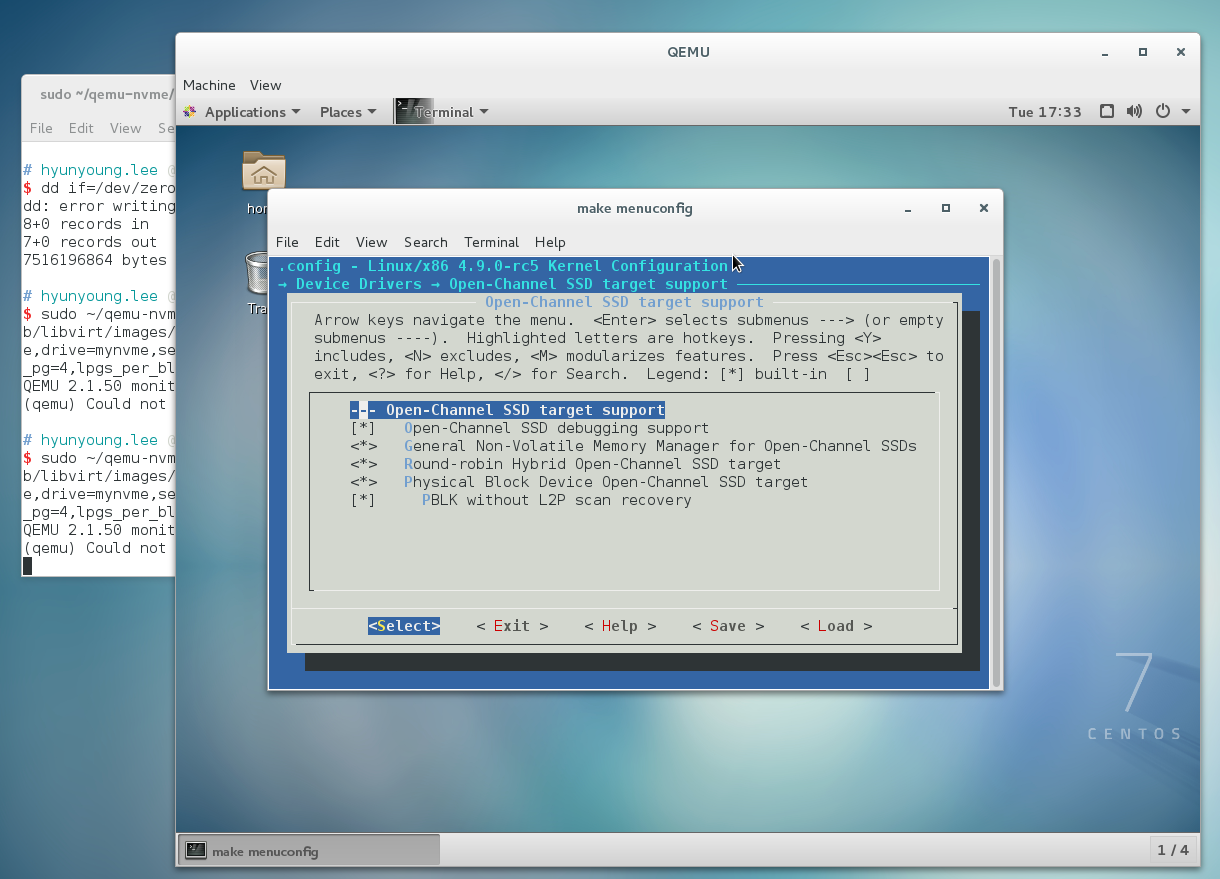 QEMU
Machine View
Applications Places Terminal Tue 17:33
sudo ~/qemu-nvme/
File Edit View Se
# hyunyoung.lee @
$ dd if=/dev/zero
dd: error writing
8+0 records in
7+0 records out
7516196864 bytes
# hyunyoung.lee @
$ sudo ~/qemu-nvm
b/libvirt/images/
e,drive=mynvme,se
_pg=4,lpgs_per_bl
QEMU 2.1.50 monit
(qemu) Could not
# hyunyoung.lee @
$ sudo ~/qemu-nvm
b/libvirt/images/
e,drive=mynvme,se
_pg=4,lpgs_per_bl
QEMU 2.1.50 monit
(qemu) Could not
hor
Tra
make menuconfig
File Edit View Search Terminal Help
.config - Linux/x86 4.9.0-rc5 Kernel Configuration
→ Device Drivers → Open-Channel SSD target support
Open-Channel SSD target support
Arrow keys navigate the menu. <Enter> selects submenus ---> (or empty
submenus ----). Highlighted letters are hotkeys. Pressing <Y>
includes, <N> excludes, <M> modularizes features. Press <Esc><Esc> to
exit, <?> for Help, </> for Search. Legend: [*] built-in [ ]
--- Open-Channel SSD target support
[*] Open-Channel SSD debugging support
<*> General Non-Volatile Memory Manager for Open-Channel SSDs
<*> Round-robin Hybrid Open-Channel SSD target
<*> Physical Block Device Open-Channel SSD target
[*] PBLK without L2P scan recovery
<Select> < Exit > < Help > < Save > < Load >
7
CENTOS
make menuconfig
1 / 4